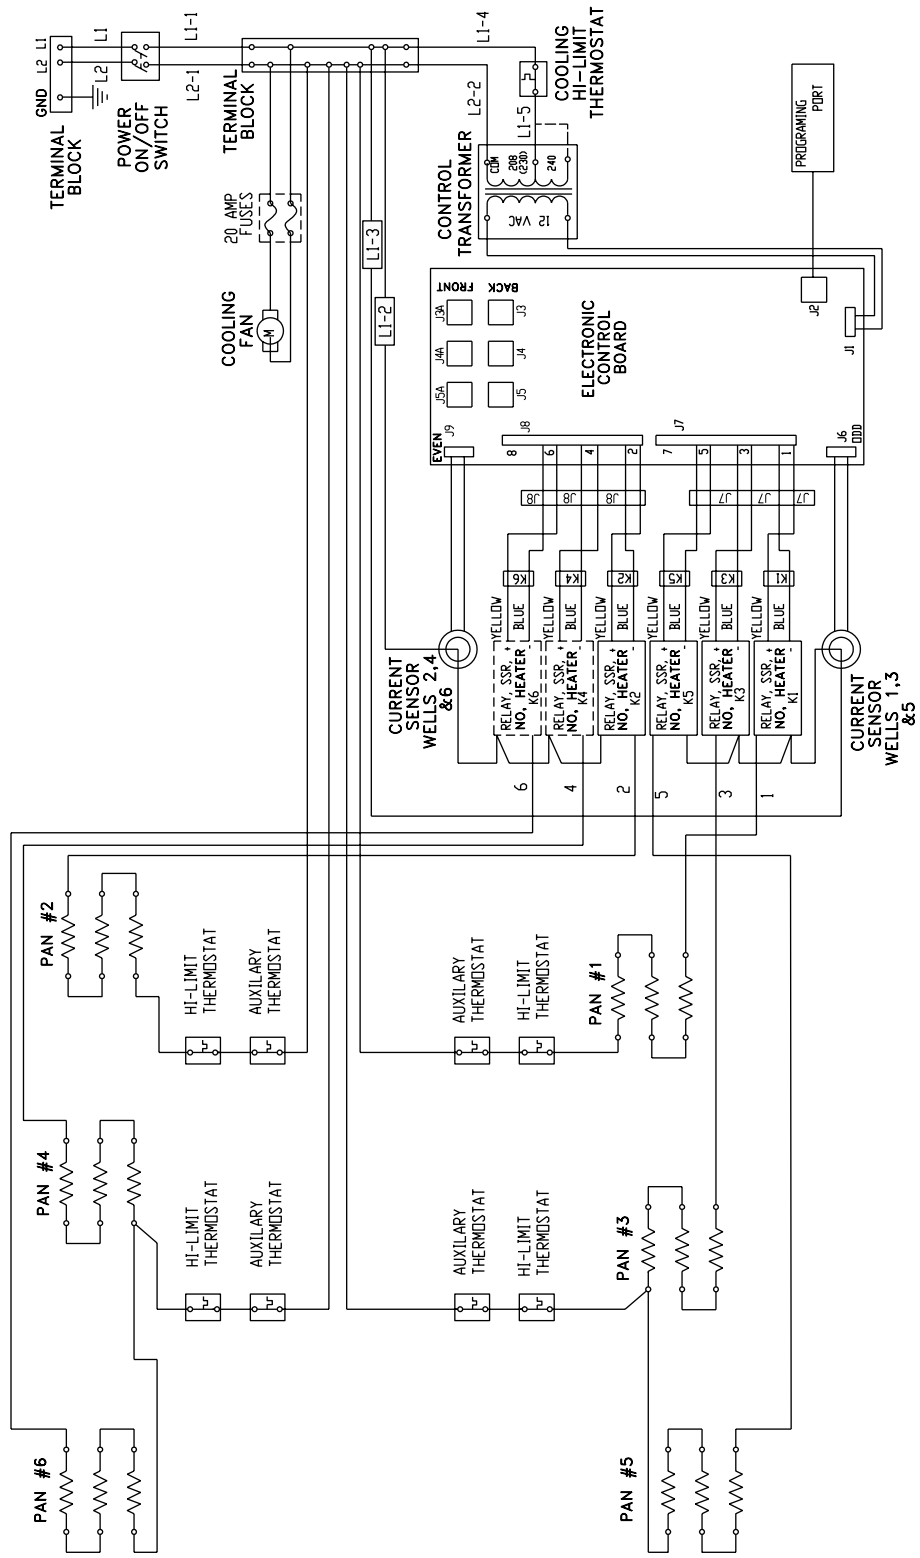 L1
L2
GND
TERMINAL
BLOCK
L1
L2
POWER
ON/OFF
SWITCH
L1-1
L2-1
TERMINAL
BLOCK
L1-4
L2-2
COOLING
HI-LIMIT
THERMOSTAT
L1-5
CONTROL
TRANSFORMER
COM
208
(230)
240
12 VAC
20 AMP
FUSES
COOLING
FAN
M
L1-3
L1-2
PROGRAMING
PORT
FRONT
BACK
J3A
J3
J4A
J4
J5A
J5
ELECTRONIC
CONTROL
BOARD
J2
J1
EVEN
J9
J8
J7
J6
ODD
8
6
4
2
7
5
3
1
J8
J8
J8
J7
J7
J7
K6
K4
K2
K5
K3
K1
YELLOW
BLUE
YELLOW
BLUE
YELLOW
BLUE
YELLOW
BLUE
YELLOW
BLUE
YELLOW
BLUE
RELAY, SSR, +
NO, HEATER -
K6
RELAY, SSR, +
NO, HEATER -
K4
RELAY, SSR, +
NO, HEATER -
K2
RELAY, SSR, +
NO, HEATER -
K5
RELAY, SSR, +
NO, HEATER -
K3
RELAY, SSR, +
NO, HEATER -
K1
CURRENT
SENSOR
WELLS 2,4
&6
CURRENT
SENSOR
WELLS 1,3
&5
6
4
2
5
3
1
PAN #2
HI-LIMIT
THERMOSTAT
AUXILARY
THERMOSTAT
AUXILARY
THERMOSTAT
HI-LIMIT
THERMOSTAT
PAN #1
PAN #4
HI-LIMIT
THERMOSTAT
AUXILARY
THERMOSTAT
AUXILARY
THERMOSTAT
HI-LIMIT
THERMOSTAT
PAN #3
PAN #6
PAN #5